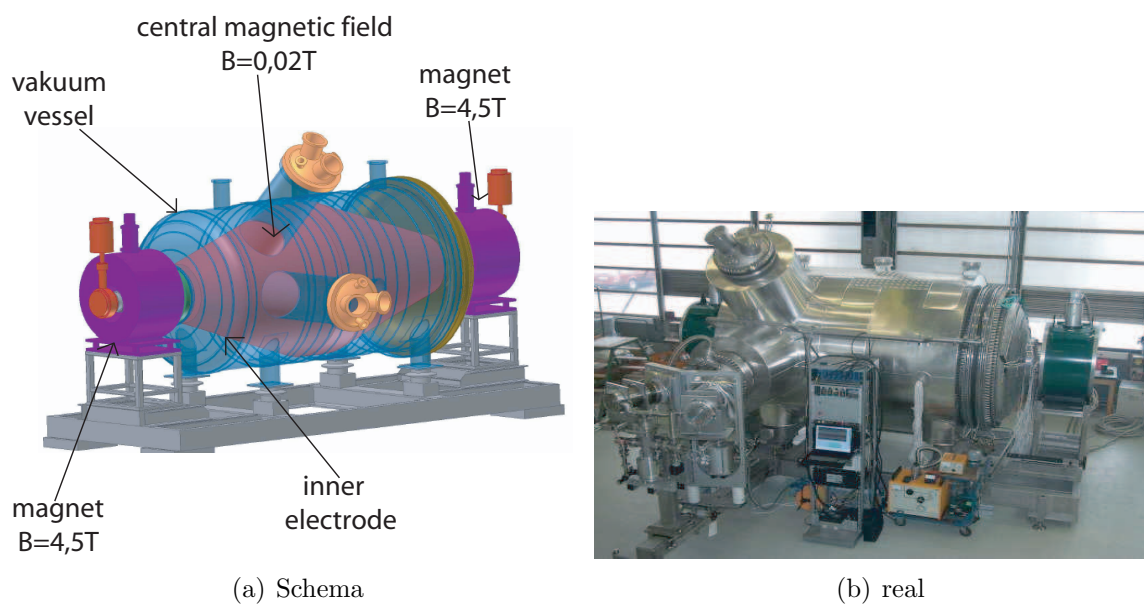 central magnetic field
B=0,02T
magnet
B=4,5T
vakuum
vessel
magnet
B=4,5T
inner
electrode
(a) Schema
(b) real